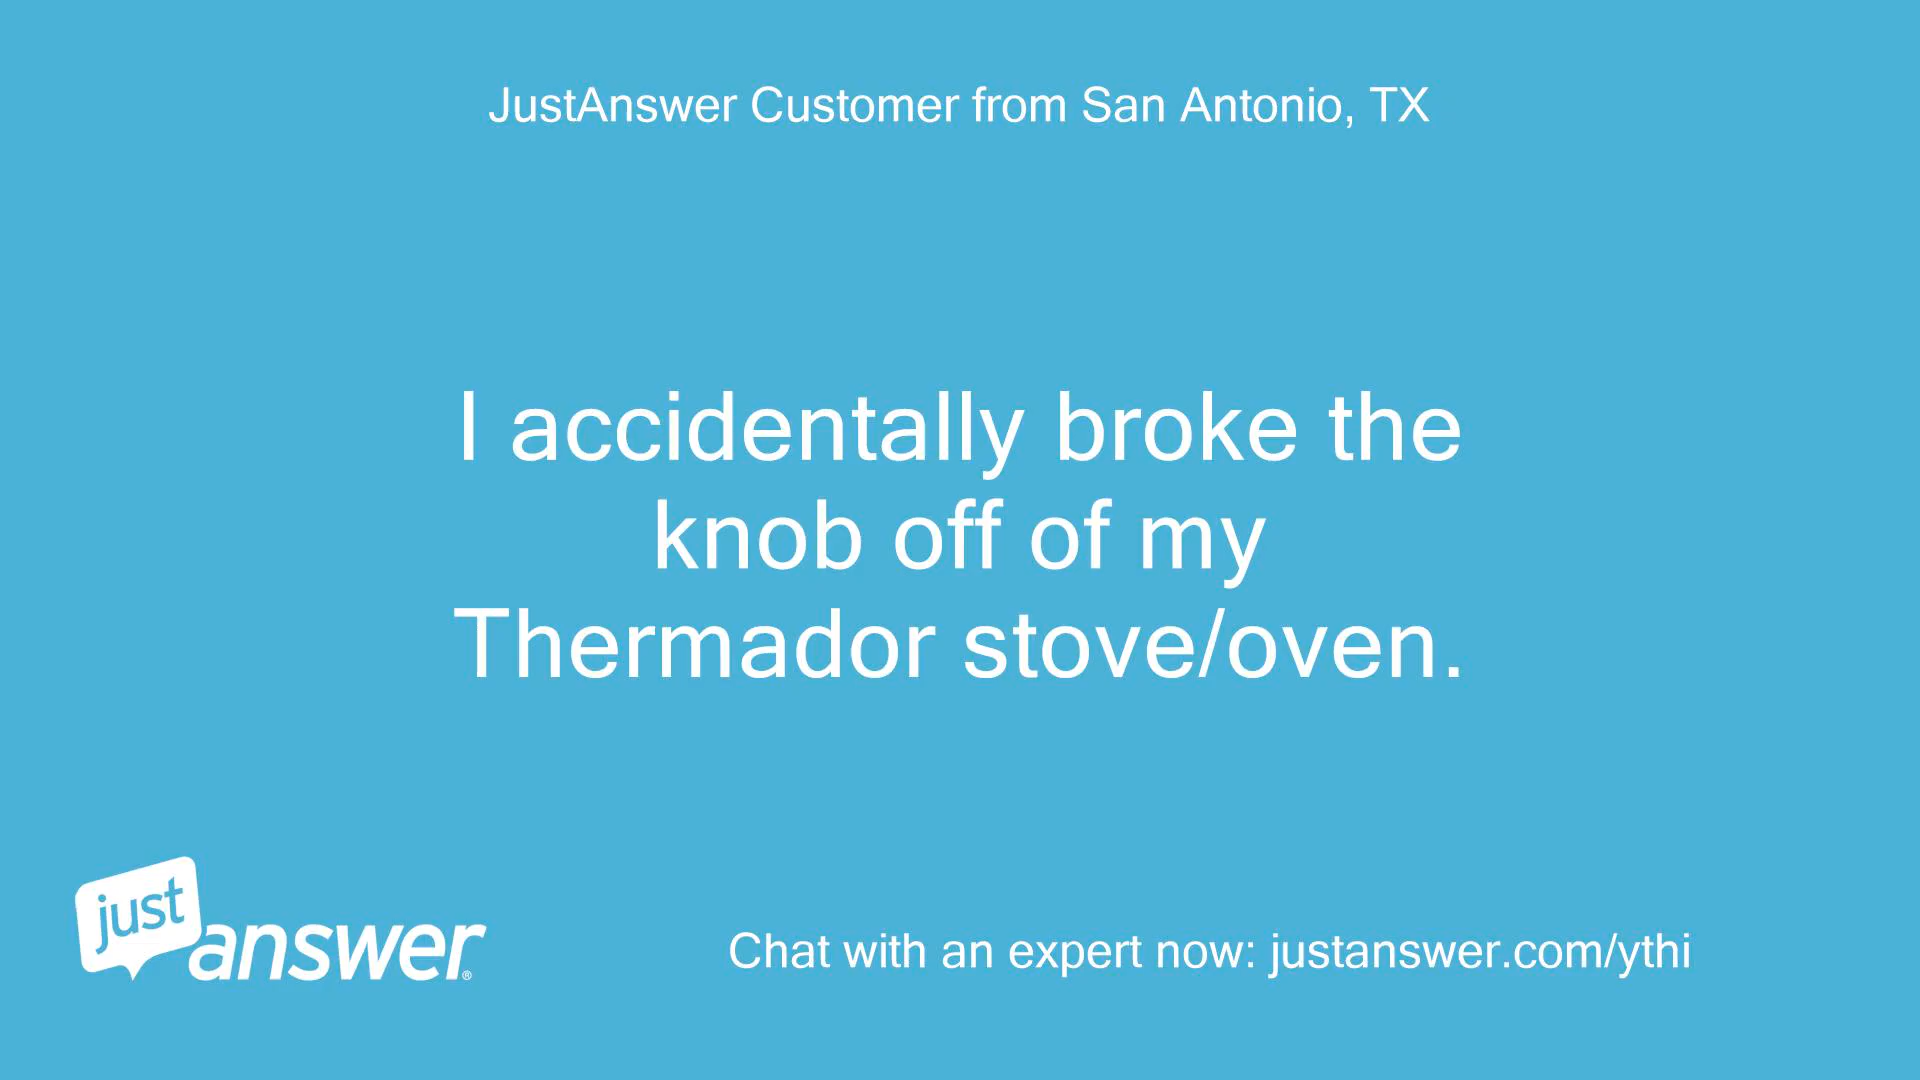 JustAnswer Customer from San Antonio, TX
I accidentally broke the
knob off of my
Thermador stove/oven.
just
answer®
Chat with an expert now: justanswer.com/ythi